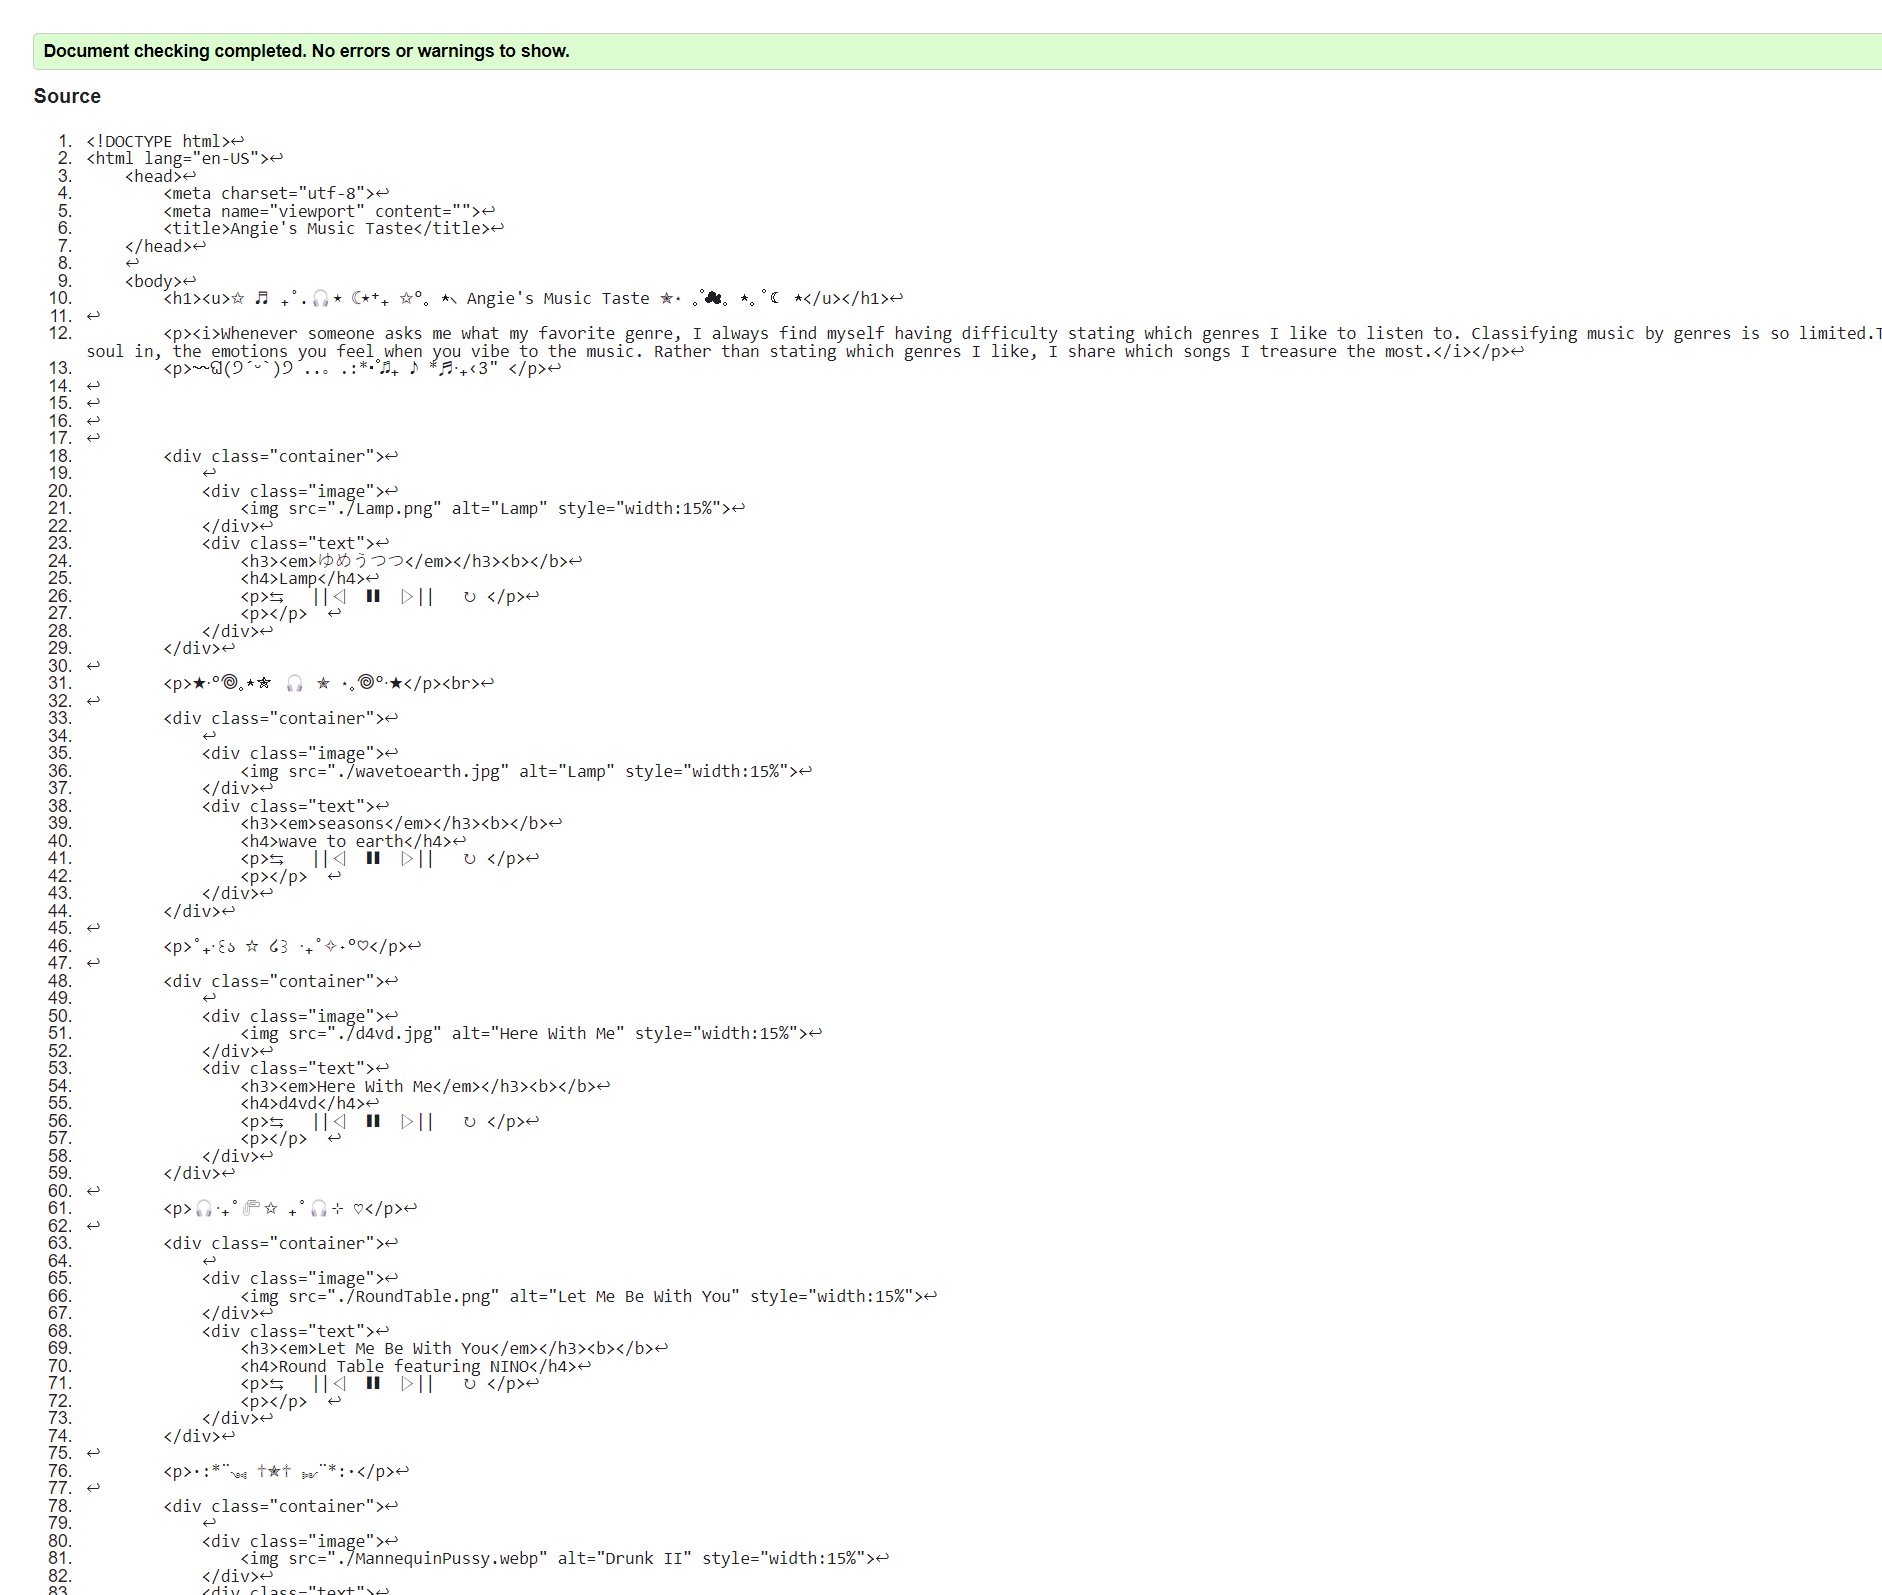 Document checking completed. No errors or warnings to show.
Source
1. <!DOCTYPE html>↩
2. <html lang="en-US">↩
3. <head>↩
4. <meta charset="utf-8">↩
5. <meta name="viewport" content="">↩
6. <title>Angie's Music Taste</title>↩
7. </head>↩
8. ↩
9. <body>↩
10. <h1><u>☆ ♬ ₊˚.🎧⋆ ☾⋆⁺₊ ☆°。⋆⸜ Angie's Music Taste ✮⋆ ｡˚☁︎｡ ⋆｡˚☾ ⋆</u></h1>↩
11. ↩
12. <p><i>Whenever someone asks me what my favorite genre, I always find myself having difficulty stating which genres I like to listen to. Classifying music by genres is so limited.
soul in, the emotions you feel when you vibe to the music. Rather than stating which genres I like, I share which songs I treasure the most.</i></p>↩
13. </p>↩
14. ↩
15. ↩
16. ↩
17. ↩
18. <div class="container">↩
19. ↩
20. <div class="image">↩
21. <img src="./Lamp.png" alt="Lamp" style="width:15%">↩
22. </div>↩
23. <div class="text">↩
24. <h3><em>ゆめうつつ</em></h3><b></b>↩
25. <h4>Lamp</h4>↩
26. <p>⇆ ||◁ ❚❚ ▷|| ↻ </p>↩
27. <p></p> ↩
28. </div>↩
29. </div>↩
30. ↩
31. <p>★·°🌀｡⋆✮ 🎧 ✮ ⋆｡🌀°·★</p><br>↩
32. ↩
33. <div class="container">↩
34. ↩
35. <div class="image">↩
36. <img src="./wavetoearth.jpg" alt="Lamp" style="width:15%">↩
37. </div>↩
38. <div class="text">↩
39. <h3><em>seasons</em></h3><b></b>↩
40. <h4>wave to earth</h4>↩
41. <p>⇆ ||◁ ❚❚ ▷|| ↻ </p>↩
42. <p></p> ↩
43. </div>↩
44. </div>↩
45. ↩
46. <p>˚₊‧꒰ა ☆ ໒꒱ ‧₊˚✧˖°♡</p>↩
47. ↩
48. <div class="container">↩
49. ↩
50. <div class="image">↩
51. <img src="./d4vd.jpg" alt="Here With Me" style="width:15%">↩
52. </div>↩
53. <div class="text">↩
54. <h3><em>Here With Me</em></h3><b></b>↩
55. <h4>d4vd</h4>↩
56. <p>⇆ ||◁ ❚❚ ▷|| ↻ </p>↩
57. <p></p> ↩
58. </div>↩
59. </div>↩
60. ↩
61. <p>🎧‧₊˚🖇☆ ₊˚🎧⊹ ♡</p>↩
62. ↩
63. <div class="container">↩
64. ↩
65. <div class="image">↩
66. <img src="./RoundTable.png" alt="Let Me Be With You" style="width:15%">↩
67. </div>↩
68. <div class="text">↩
69. <h3><em>Let Me Be With You</em></h3><b></b>↩
70. <h4>Round Table featuring NINO</h4>↩
71. <p>⇆ ||◁ ❚❚ ▷|| ↻ </p>↩
72. <p></p> ↩
73. </div>↩
74. </div>↩
75. ↩
76. <p>·:*¨༺ ♱✮♱ ༻¨*:·</p>↩
77. ↩
78. <div class="container">↩
79. ↩
80. <div class="image">↩
81. <img src="./MannequinPussy.webp" alt="Drunk II" style="width:15%">↩
82. </div>↩
83. <div class="text">↩